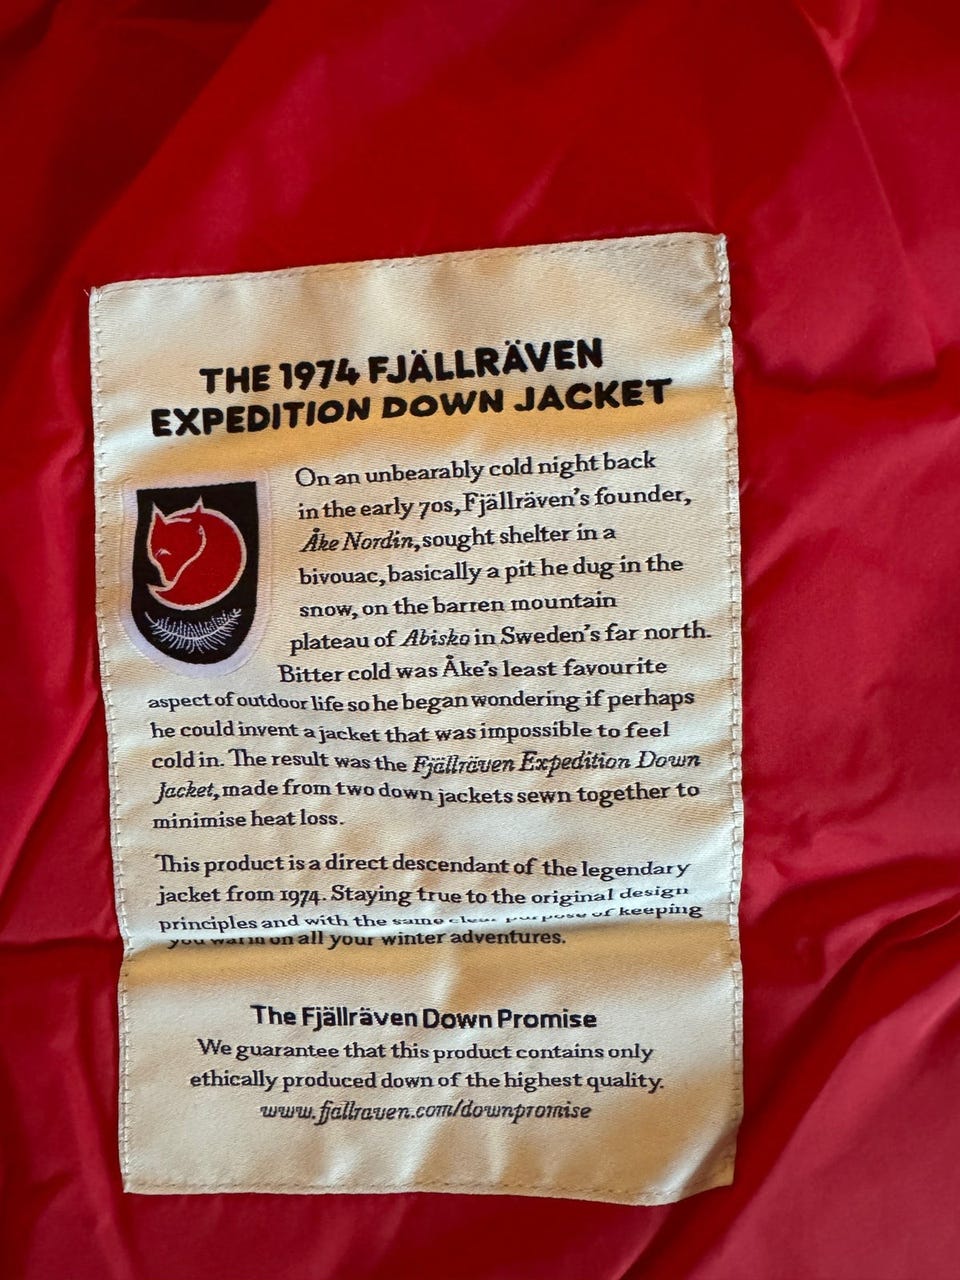 THE 1974 FJÄLLRÄVEN
EXPEDITION DOWN JACKET
On an unbearably cold night back
in the early 70s, Fjällräven's founder,
Åke Nordin, sought shelter in a
bivouac, basically a pit he dug in the
snow, on the barren mountain
plateau of Abisko in Sweden's far north.
Bitter cold was Åke's least favourite
aspect of outdoor life so he began wondering if perhaps
he could invent a jacket that was impossible to feel
cold in. The result was the Fjällräven Expedition Down
Jacket, made from two down jackets sewn together to
minimise heat loss.
This product is a direct descendant of the legendary
jacket from 1974. Staying true to the original design
principles and with the same clear purpose of keeping
you warm on all your winter adventures.
The Fjällräven Down Promise
We guarantee that this product contains only
ethically produced down of the highest quality.
www.fjallraven.com/downpromise